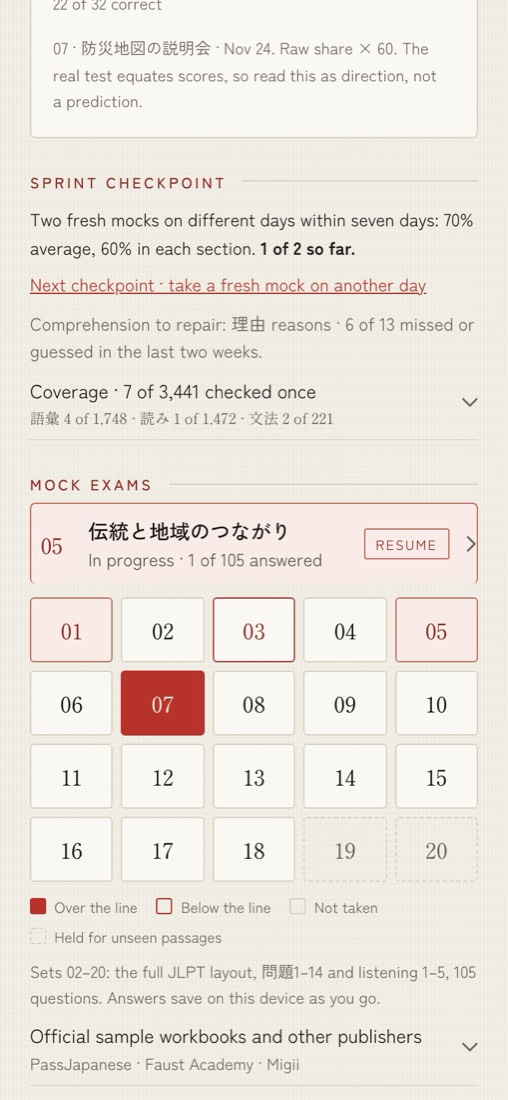 22 of 32 correct
07 · 防災地図の説明会 · Nov 24. Raw share × 60. The
real test equates scores, so read this as direction, not
a prediction.
SPRINT CHECKPOINT
Two fresh mocks on different days within seven days: 70%
average, 60% in each section. 1 of 2 so far.
Next checkpoint · take a fresh mock on another day
Comprehension to repair: 理由 reasons · 6 of 13 missed or
guessed in the last two weeks.
Coverage · 7 of 3,441 checked once
語彙 4 of 1,748 · 読み 1 of 1,472 · 文法 2 of 221
MOCK EXAMS
05 伝統と地域のつながり
In progress · 1 of 105 answered
RESUME
01 02 03 04 05
06 07 08 09 10
11 12 13 14 15
16 17 18 19 20
Over the line Below the line Not taken
Held for unseen passages
Sets 02–20: the full JLPT layout, 問題1–14 and listening 1–5, 105
questions. Answers save on this device as you go.
Official sample workbooks and other publishers
PassJapanese · Faust Academy · Migii